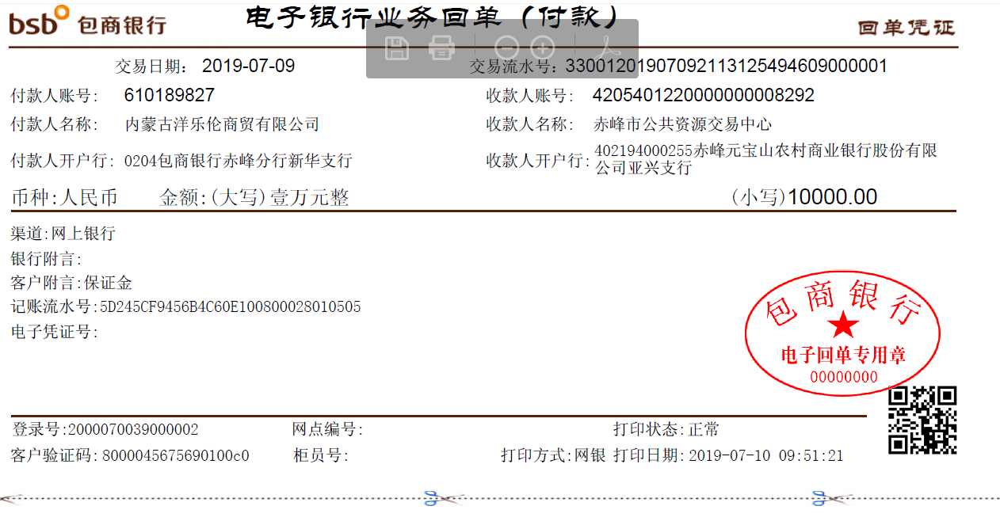 bsb 包商银行
电子银行业务回单（付款）
回单凭证
交易日期： 2019-07-09 交易流水号：33001201907092113125494609000001
付款人账号： 610189827 收款人账号： 4205401220000000008292
付款人名称： 内蒙古洋乐伦商贸有限公司 收款人名称： 赤峰市公共资源交易中心
付款人开户行： 0204包商银行赤峰分行新华支行 收款人开户行：402194000255赤峰元宝山农村商业银行股份有限
公司亚兴支行
币种:人民币 金额:(大写)壹万元整 (小写)10000.00
渠道:网上银行
银行附言:
客户附言:保证金
记账流水号:5D245CF9456B4C60E100800028010505
电子凭证号:
包商银行
电子回单专用章
00000000
登录号:2000070039000002 网点编号: 打印状态:正常
客户验证码:8000045675690100c0 柜员号: 打印方式:网银 打印日期:2019-07-10 09:51:21